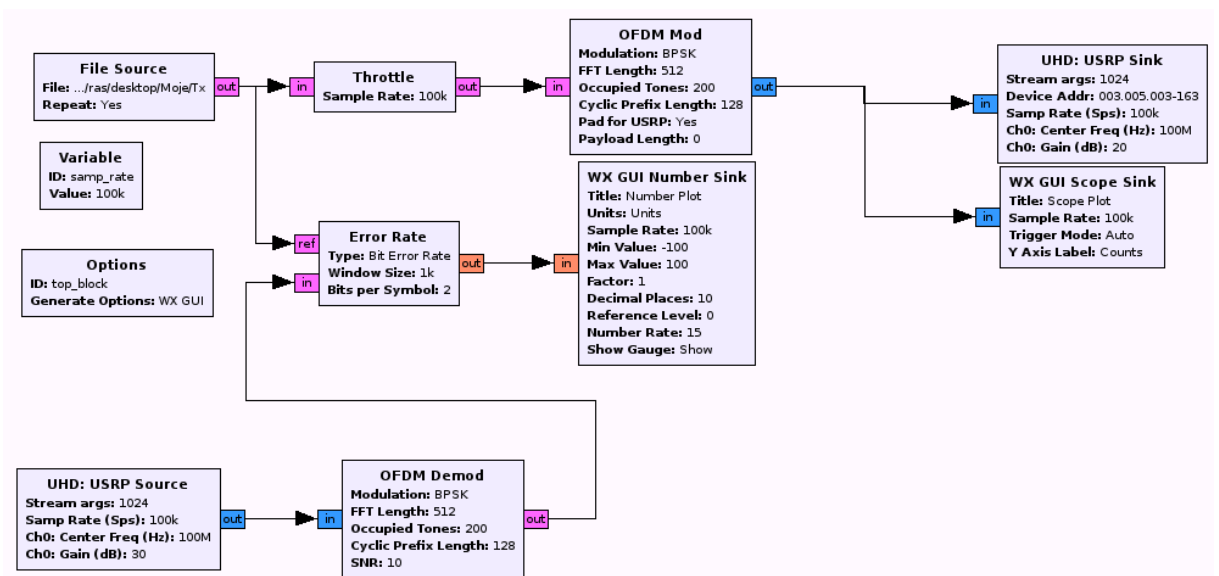 File Source
File: .../ras/desktop/Moje/Tx
Repeat: Yes
out
in
Throttle
Sample Rate: 100k
out
in
OFDM Mod
Modulation: BPSK
FFT Length: 512
Occupied Tones: 200
Cyclic Prefix Length: 128
Pad for USRP: Yes
Payload Length: 0
out
in
UHD: USRP Sink
Stream args: 1024
Device Addr: 003.005.003-163
Samp Rate (Sps): 100k
Ch0: Center Freq (Hz): 100M
Ch0: Gain (dB): 20
Variable
ID: samp_rate
Value: 100k
in
WX GUI Scope Sink
Title: Scope Plot
Sample Rate: 100k
Trigger Mode: Auto
Y Axis Label: Counts
Options
ID: top_block
Generate Options: WX GUI
ref
in
Error Rate
Type: Bit Error Rate
Window Size: 1k
Bits per Symbol: 2
out
in
WX GUI Number Sink
Title: Number Plot
Units: Units
Sample Rate: 100k
Min Value: -100
Max Value: 100
Factor: 1
Decimal Places: 10
Reference Level: 0
Number Rate: 15
Show Gauge: Show
UHD: USRP Source
Stream args: 1024
Samp Rate (Sps): 100k
Ch0: Center Freq (Hz): 100M
Ch0: Gain (dB): 30
out
in
OFDM Demod
Modulation: BPSK
FFT Length: 512
Occupied Tones: 200
Cyclic Prefix Length: 128
SNR: 10
out